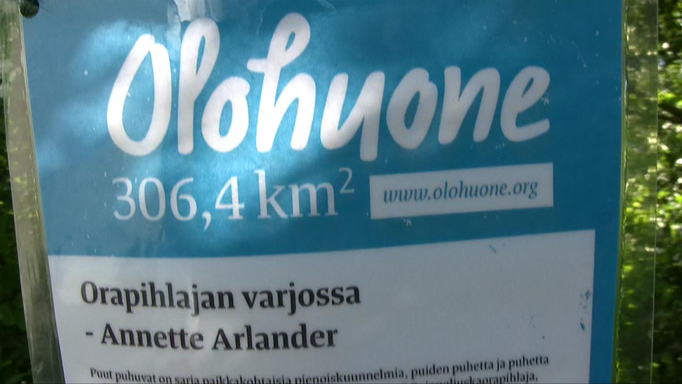 Olohuone
306,4 km²
www.olohuone.org
Orapihlajan varjossa
- Annette Arlander
Puut puhuvat on sarja paikkakohtaisia pienoiskuunnelmia, puiden puhetta ja puhetta